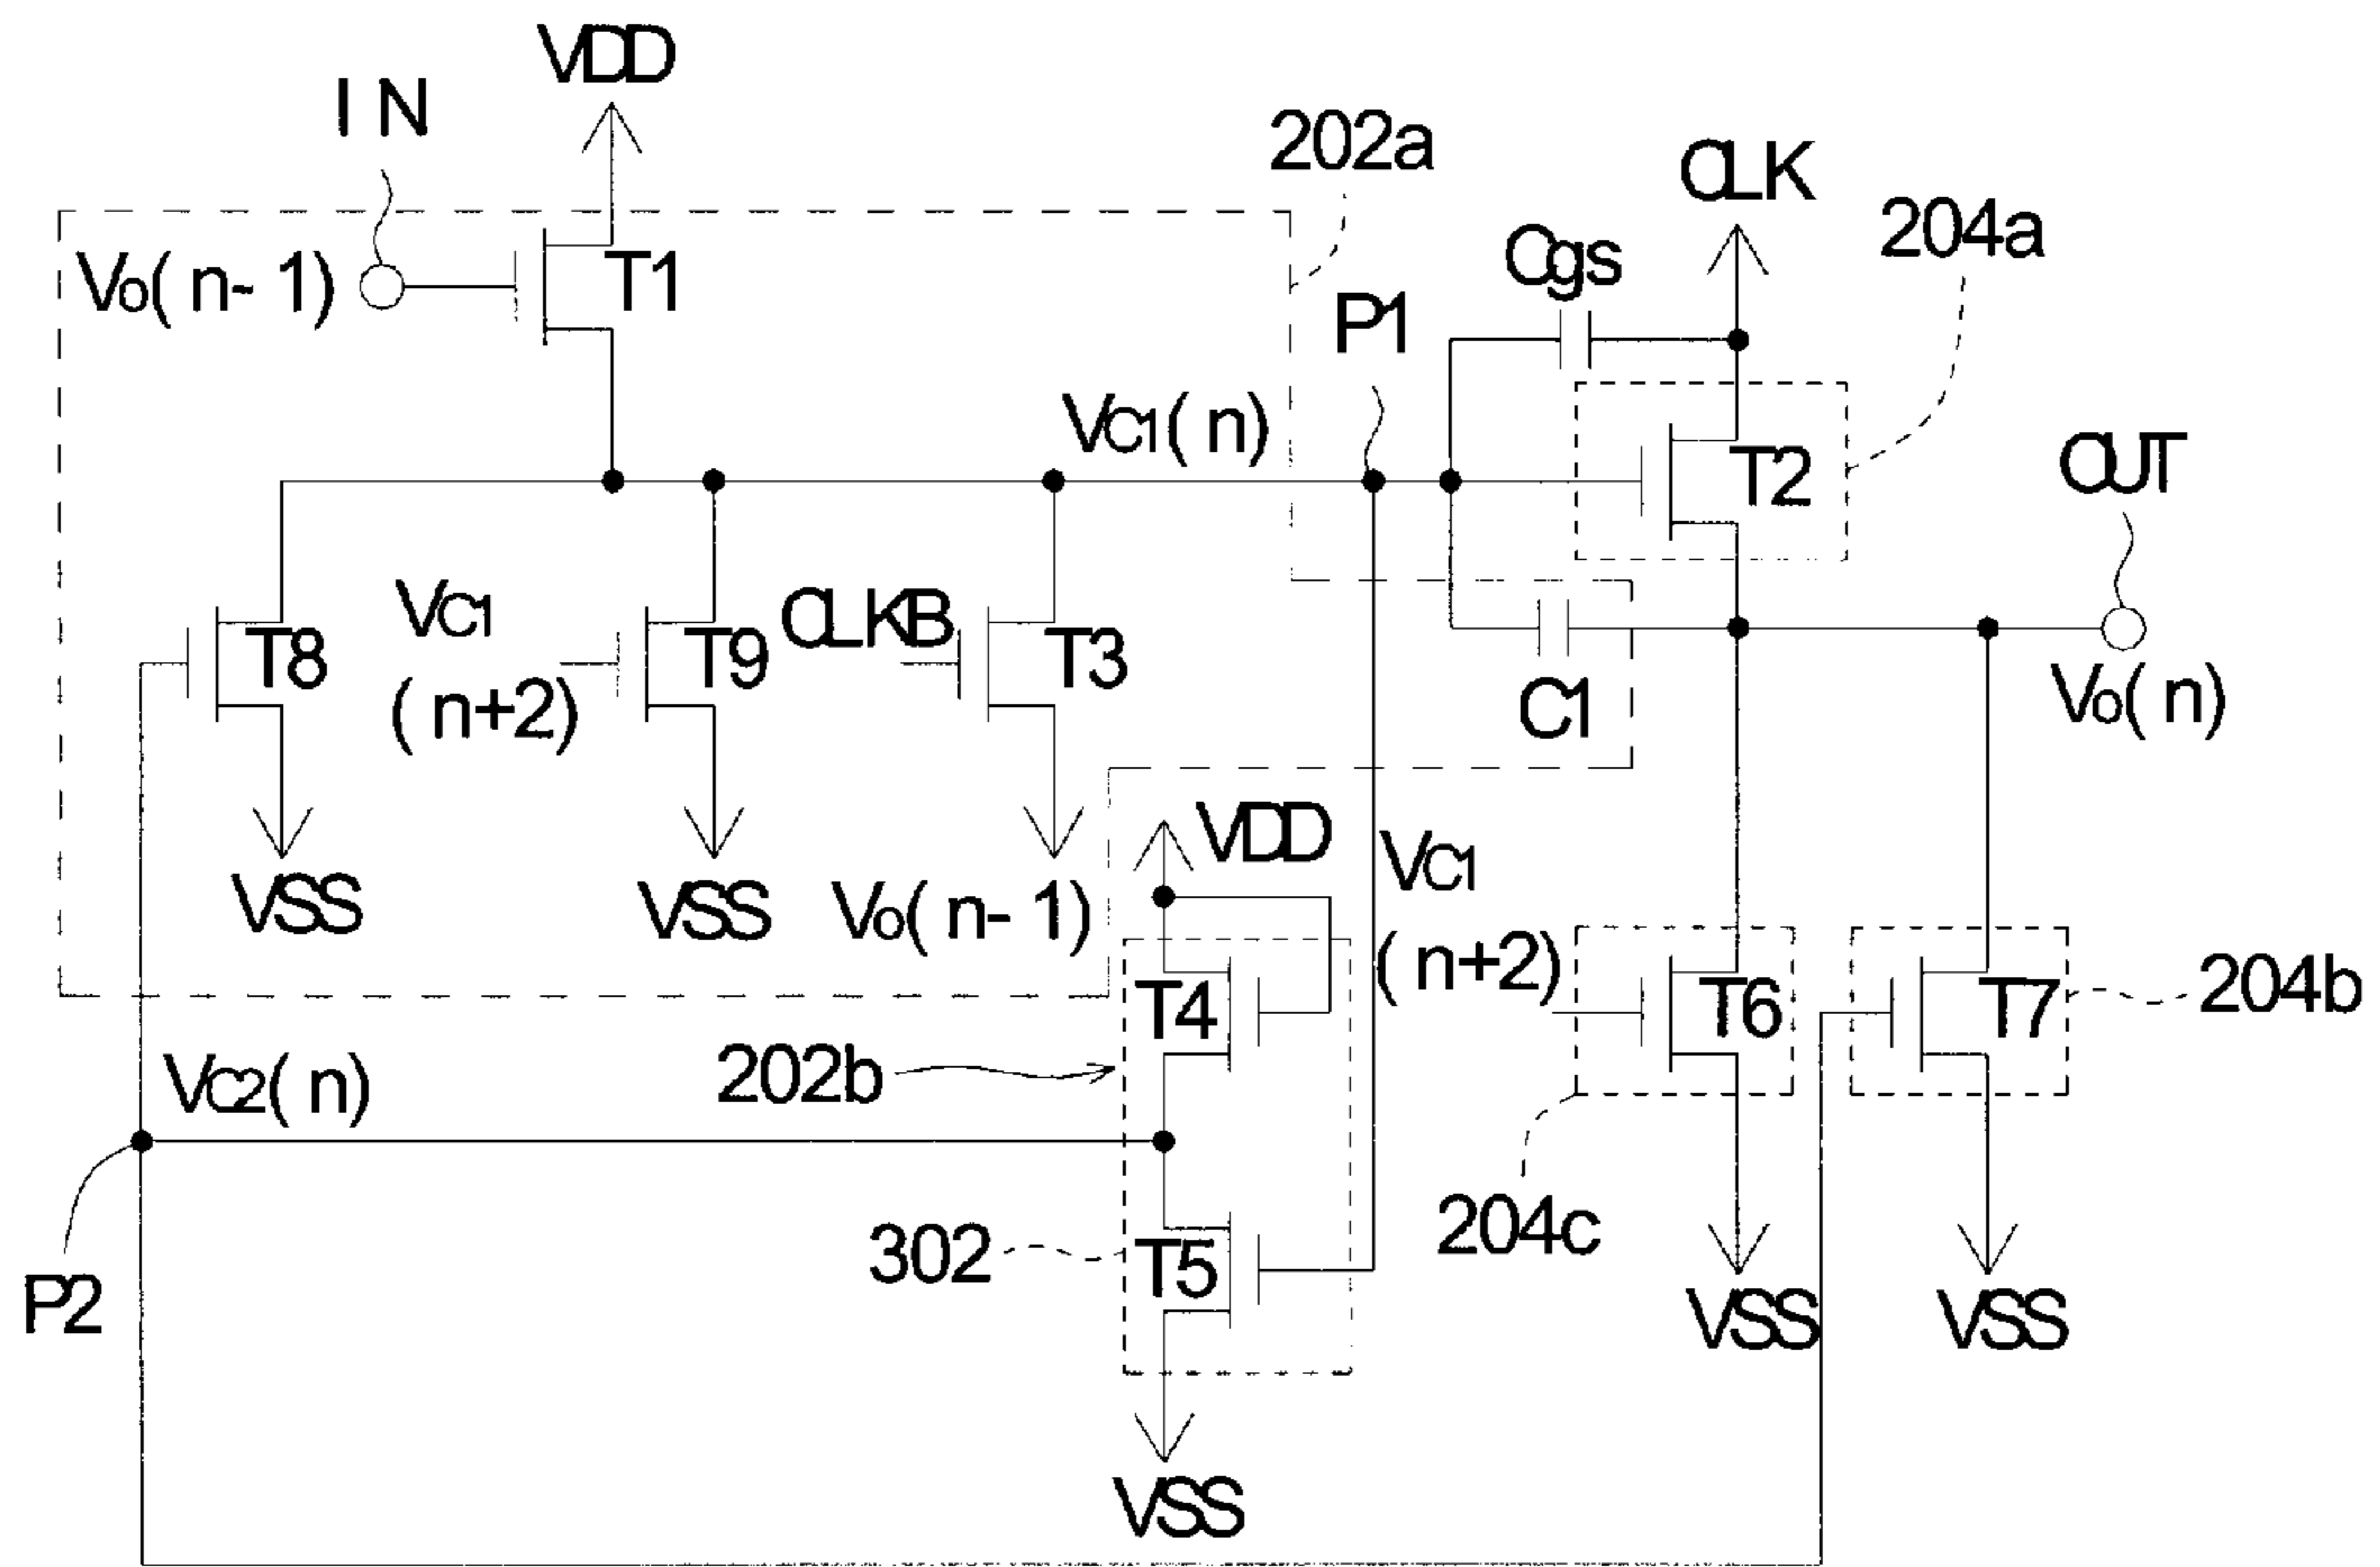 VDD
IN
202a
CLK
204a
Cgs
Vo(n-1)
T1
P1
VC1(n)
T2
OUT
VC1
(n+2)
CLKB
T8
T9
T3
C1
Vo(n)
VDD
VSS
VSS
Vo(n-1)
VC1
(n+2)
T4
T6
T7
204b
202b
VC2(n)
204c
302
T5
P2
VSS
VSS
VSS